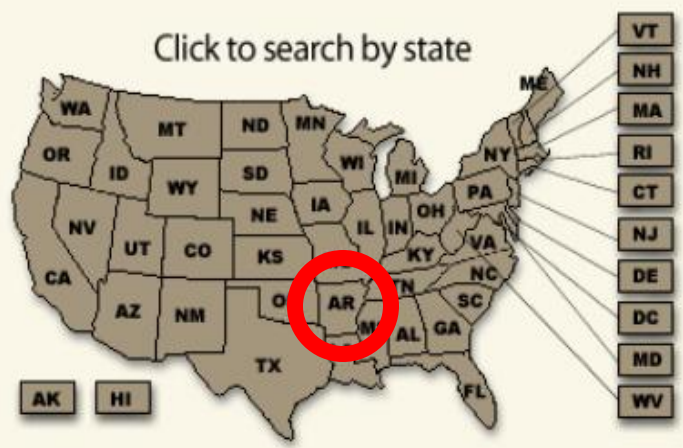 Click to search by state
VT
ME
NH
WA
MA
MT
ND
MN
OR
RI
NY
WI
ID
SD
MI
CT
WY
PA
IA
NE
OH
NV
IL
IN
NJ
UT
CO
VA
KS
KY
CA
NC
DE
TN
AR
SC
AZ
NM
DC
GA
AL
MD
TX
FL
AK
HI
WV